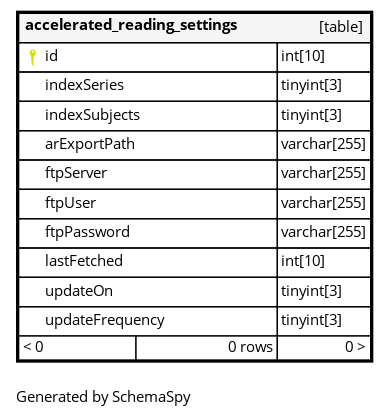 accelerated_reading_settings [table]
id int[10]
indexSeries tinyint[3]
indexSubjects tinyint[3]
arExportPath varchar[255]
ftpServer varchar[255]
ftpUser varchar[255]
ftpPassword varchar[255]
lastFetched int[10]
updateOn tinyint[3]
updateFrequency tinyint[3]
< 0 0 rows 0 >
Generated by SchemaSpy